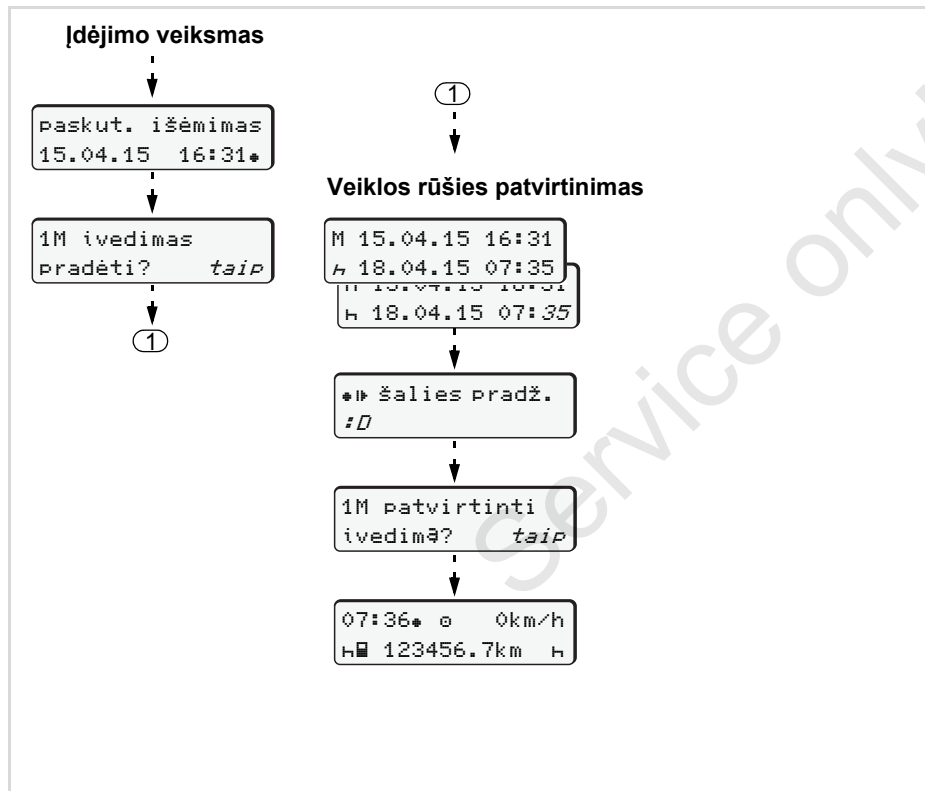 Įdėjimo veiksmas
paskut. išėmimas
15.04.15 16:31
1M ivedimas
pradėti? taip
1
1
Veiklos rūšies patvirtinimas
M 15.04.15 16:31
h 18.04.15 07:35
h 18.04.15 07:35
šalies pradž.
:D
1M patvirtinti
ivedimą? taip
07:36 0km/h
h 123456.7km h
Service only